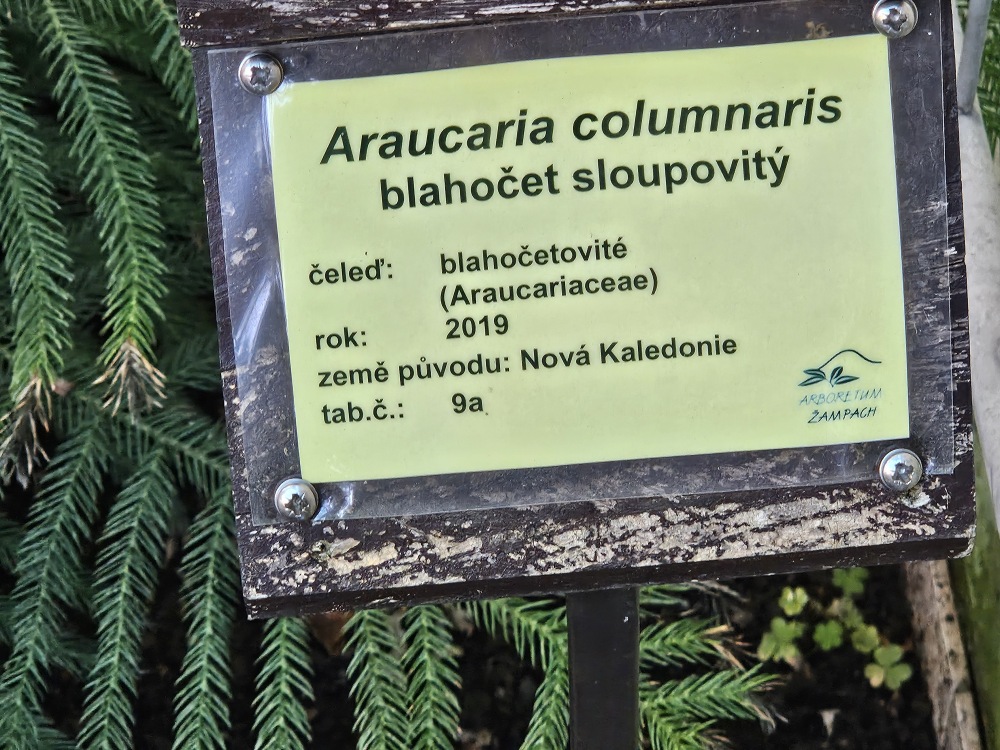 Araucaria columnaris
blahočet sloupovitý
čeleď: blahočetovité
(Araucariaceae)
rok: 2019
země původu: Nová Kaledonie
tab.č.: 9a
ARBORETUM
ŽAMPACH